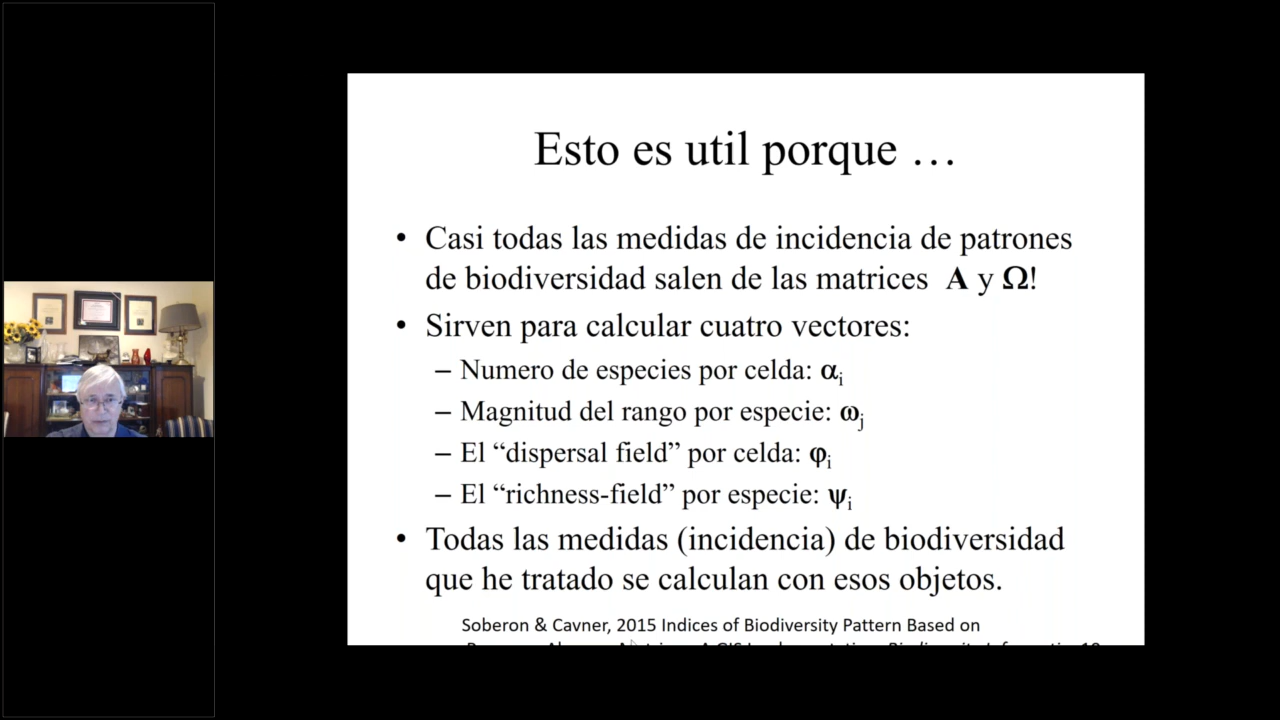 Esto es util porque …
• Casi todas las medidas de incidencia de patrones
de biodiversidad salen de las matrices A y Ω!
• Sirven para calcular cuatro vectores:
– Numero de especies por celda: αi
– Magnitud del rango por especie: ωj
– El “dispersal field” por celda: φi
– El “richness-field” por especie: ψi
• Todas las medidas (incidencia) de biodiversidad
que he tratado se calculan con esos objetos.
Soberon & Cavner, 2015 Indices of Biodiversity Pattern Based on